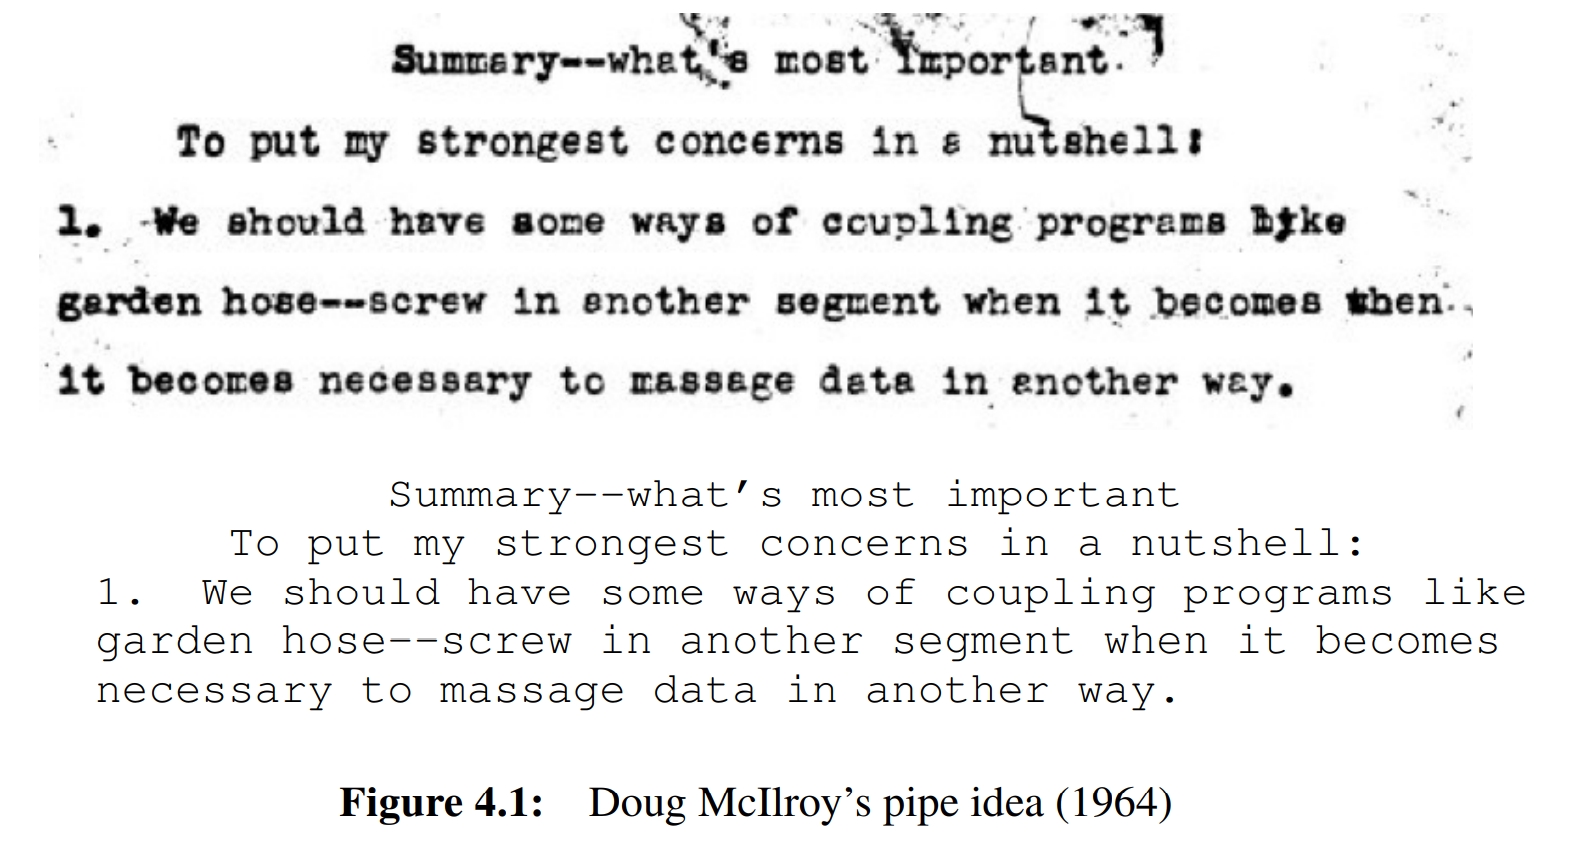 Summary--what's most important.
To put my strongest concerns in a nutshell:
1. We should have some ways of coupling programs like
garden hose--screw in another segment when it becomes when
it becomes necessary to massage data in another way.
Summary--what's most important
To put my strongest concerns in a nutshell:
1. We should have some ways of coupling programs like
garden hose--screw in another segment when it becomes
necessary to massage data in another way.
Figure 4.1: Doug McIlroy's pipe idea (1964)